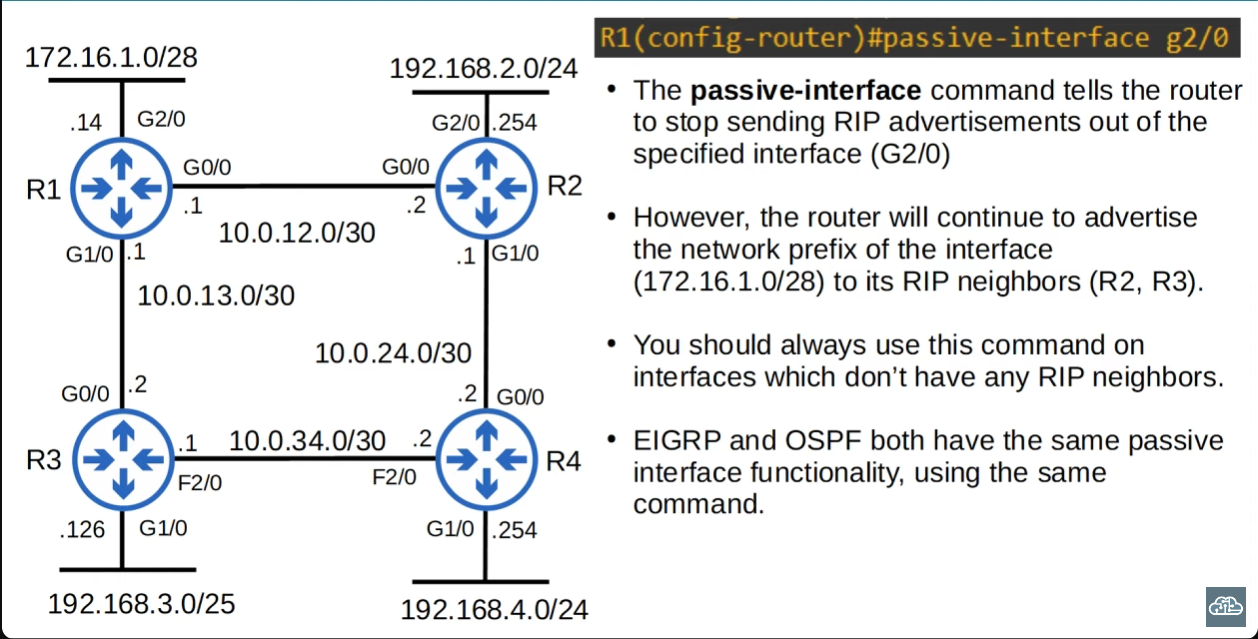 R1(config-router)#passive-interface g2/0
172.16.1.0/28
192.168.2.0/24
.14 G2/0
G2/0 .254
G0/0
G0/0
R1
R2
.1
.2
10.0.12.0/30
G1/0 .1
.1 G1/0
10.0.13.0/30
10.0.24.0/30
G0/0 .2
.2 G0/0
R3
.1 10.0.34.0/30 .2
R4
F2/0
F2/0
.126 G1/0
G1/0 .254
192.168.3.0/25
192.168.4.0/24
• The passive-interface command tells the router
to stop sending RIP advertisements out of the
specified interface (G2/0)
• However, the router will continue to advertise
the network prefix of the interface
(172.16.1.0/28) to its RIP neighbors (R2, R3).
• You should always use this command on
interfaces which don’t have any RIP neighbors.
• EIGRP and OSPF both have the same passive
interface functionality, using the same
command.